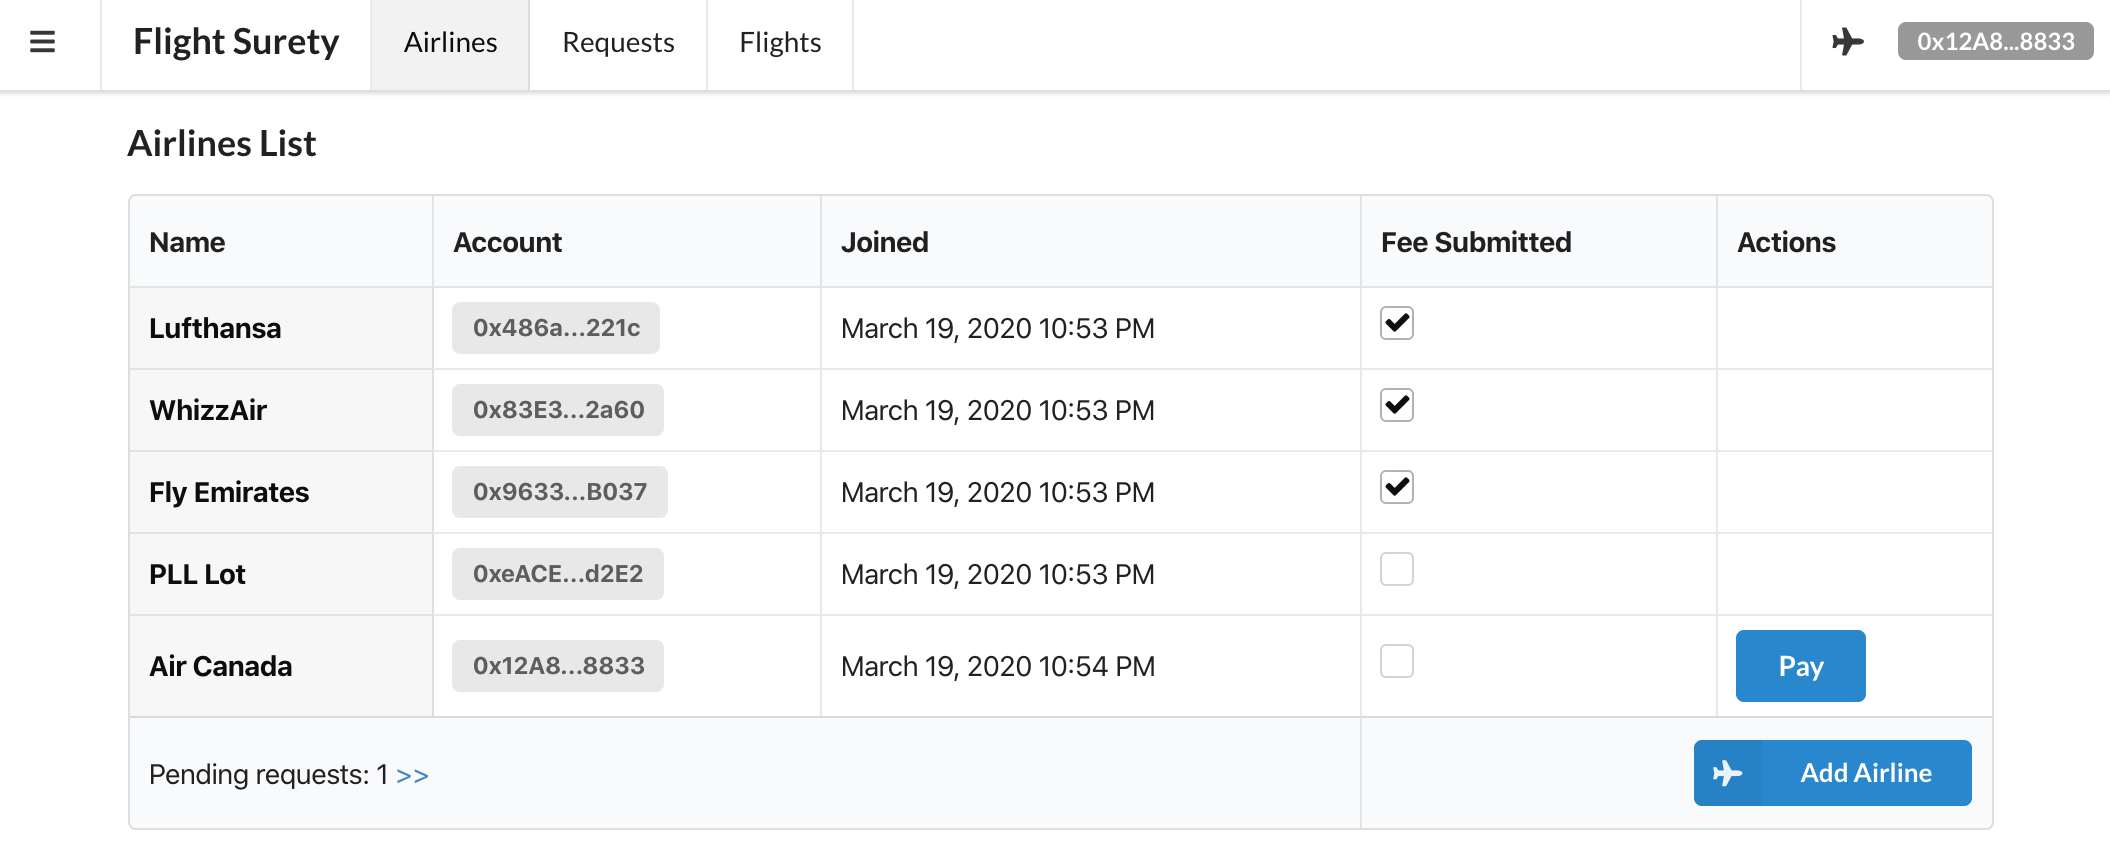 Flight Surety Airlines Requests Flights 0x12A8...8833
Airlines List
Name Account Joined Fee Submitted Actions
Lufthansa 0x486a...221c March 19, 2020 10:53 PM
WhizzAir 0x83E3...2a60 March 19, 2020 10:53 PM
Fly Emirates 0x9633...B037 March 19, 2020 10:53 PM
PLL Lot 0xeACE...d2E2 March 19, 2020 10:53 PM
Air Canada 0x12A8...8833 March 19, 2020 10:54 PM Pay
Pending requests: 1 >> Add Airline